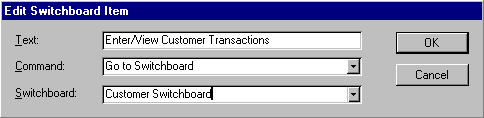 Edit Switchboard Item
Text: Enter/View Customer Transactions OK
Command: Go to Switchboard Cancel
Switchboard: Customer Switchboard